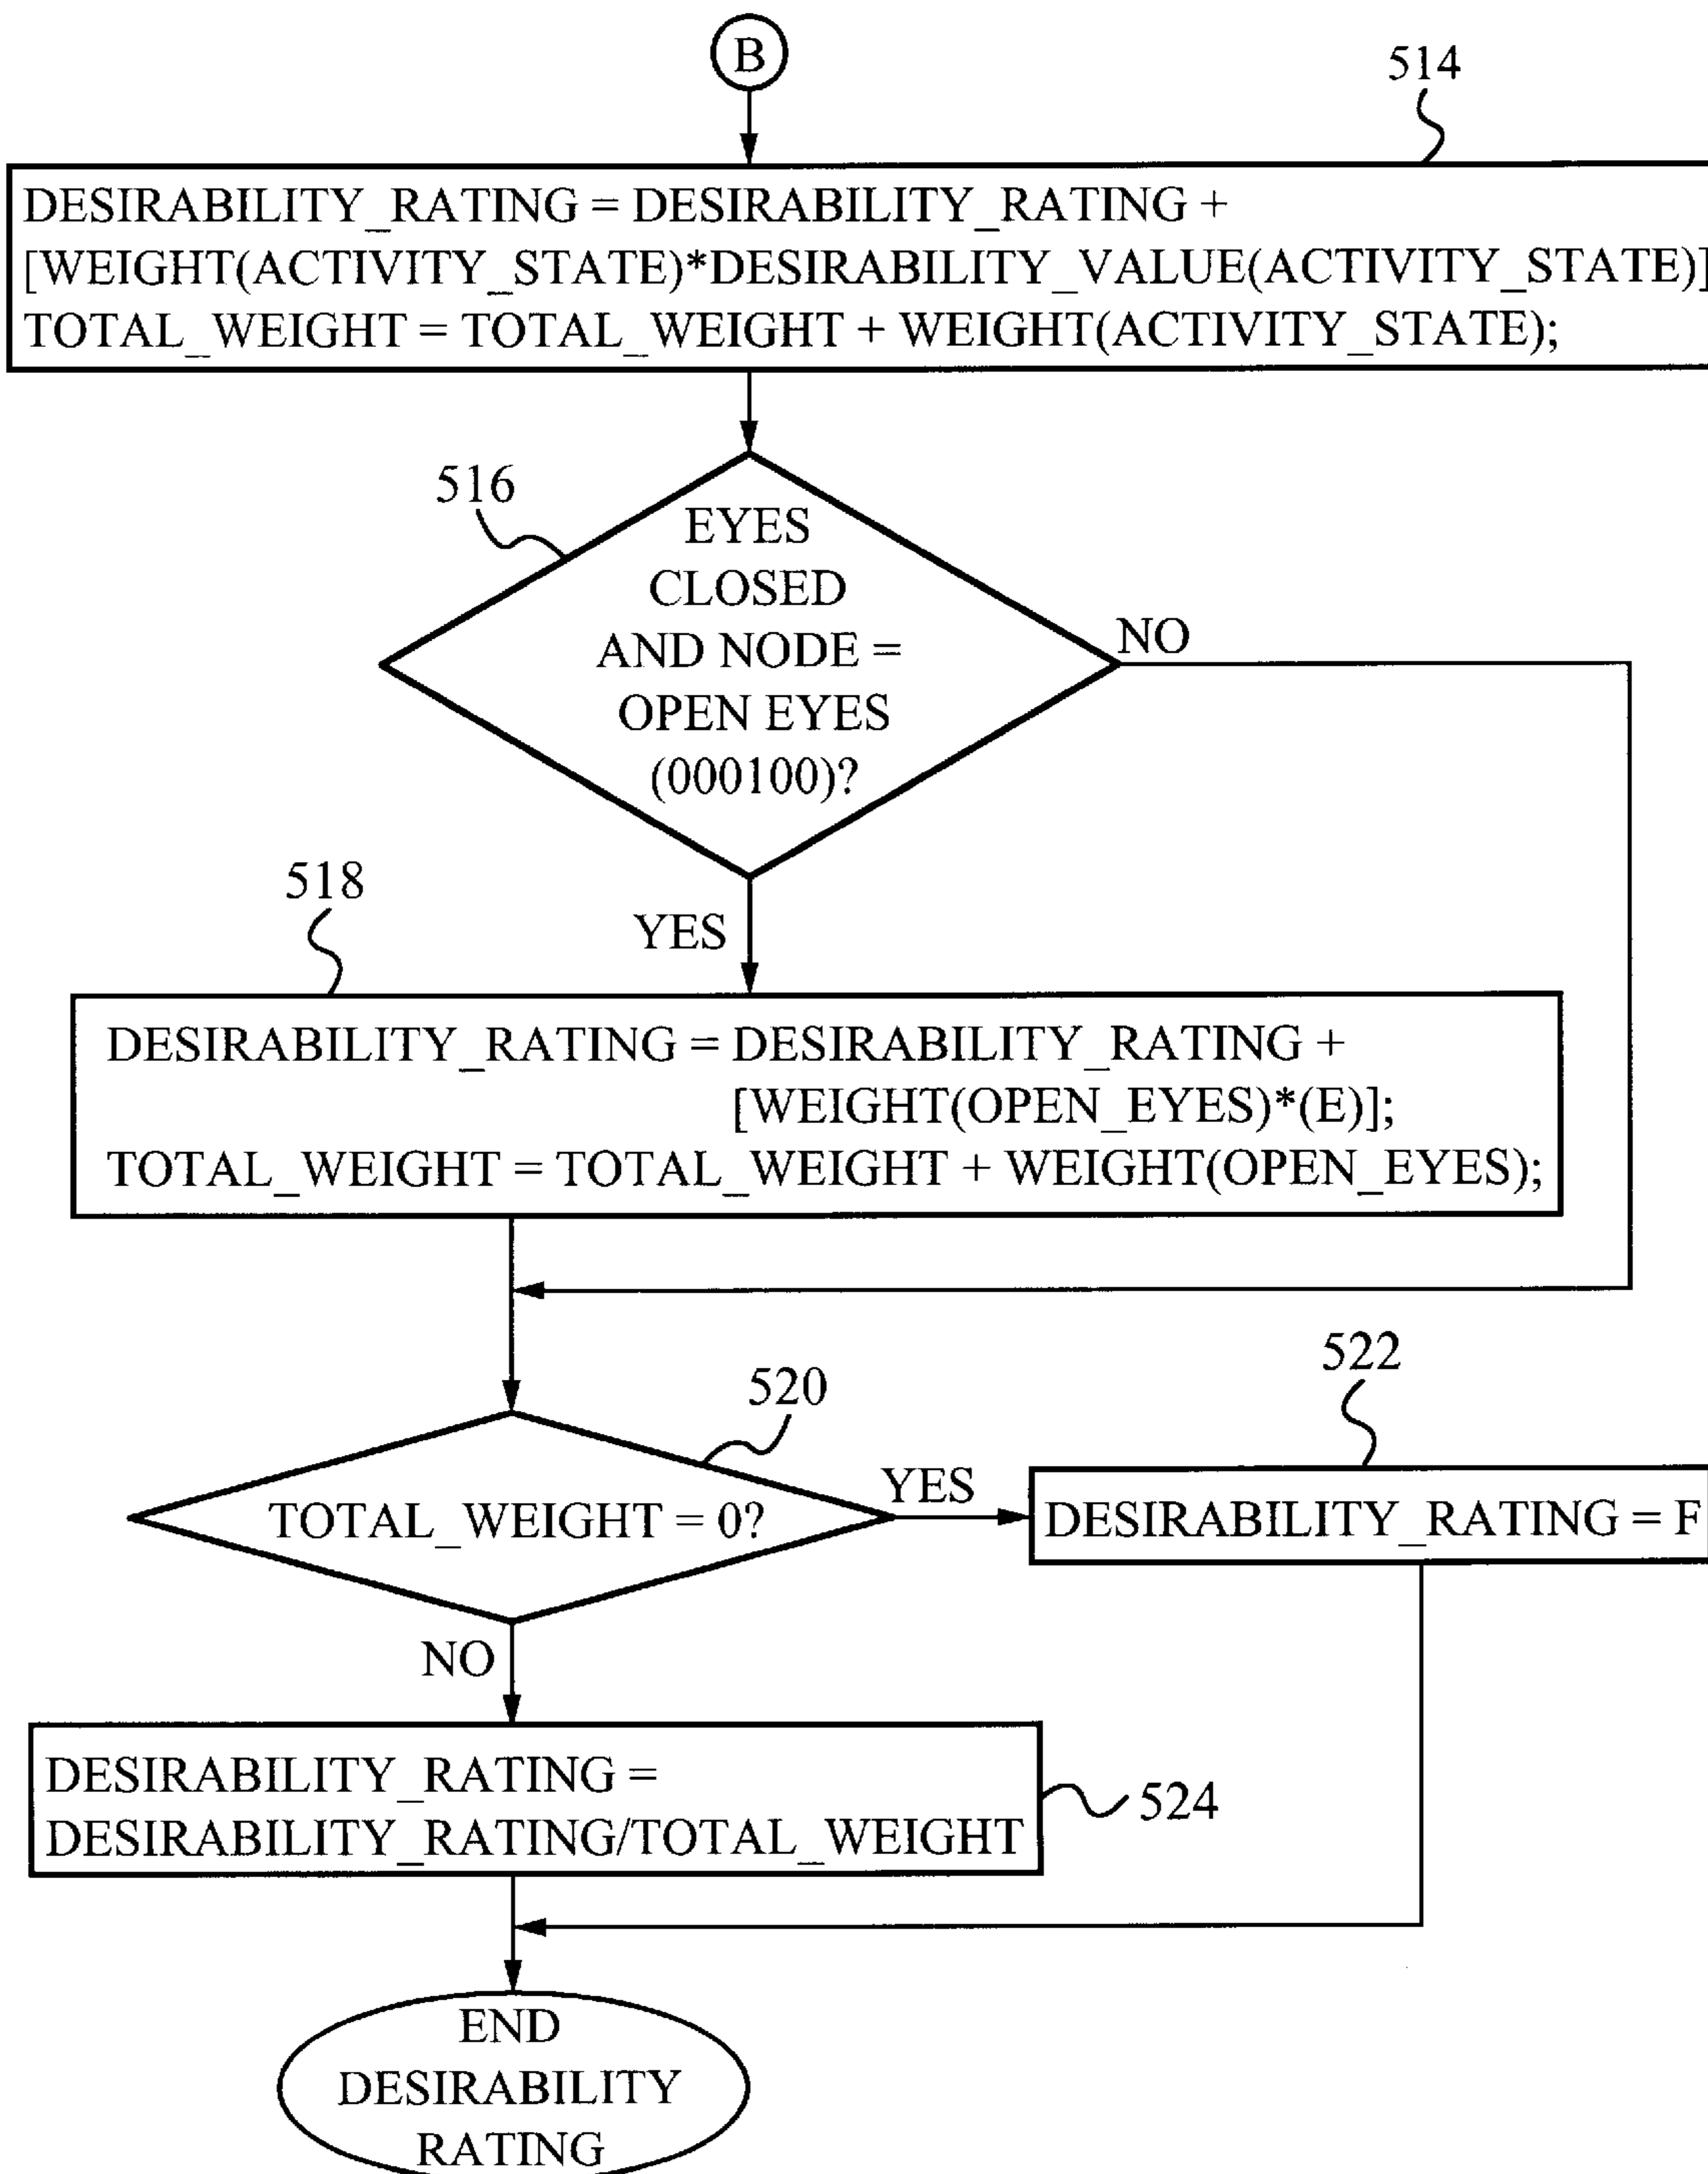 B
514
DESIRABILITY_RATING = DESIRABILITY_RATING +
[WEIGHT(ACTIVITY_STATE)*DESIRABILITY_VALUE(ACTIVITY_STATE)]
TOTAL_WEIGHT = TOTAL_WEIGHT + WEIGHT(ACTIVITY_STATE);
516
EYES
CLOSED
AND NODE =
OPEN EYES
(000100)?
NO
518
YES
DESIRABILITY_RATING = DESIRABILITY_RATING +
[WEIGHT(OPEN_EYES)*(E)];
TOTAL_WEIGHT = TOTAL_WEIGHT + WEIGHT(OPEN_EYES);
520
522
TOTAL_WEIGHT = 0?
YES
DESIRABILITY_RATING = F
NO
DESIRABILITY_RATING =
DESIRABILITY_RATING/TOTAL_WEIGHT
524
END
DESIRABILITY
RATING